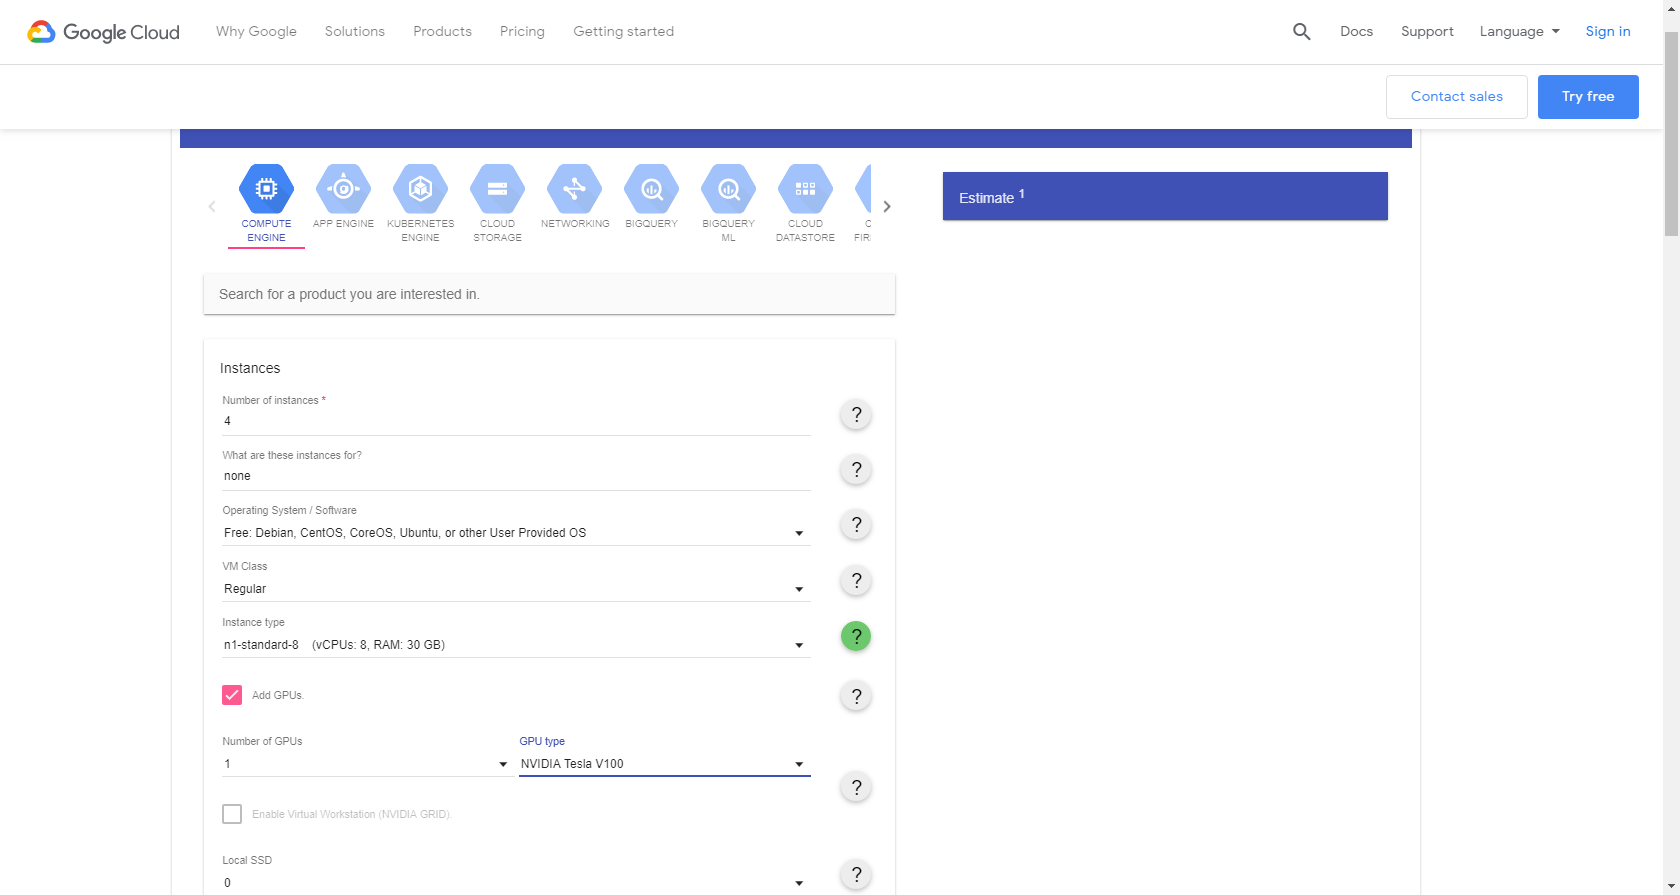 Google Cloud
Why Google
Solutions
Products
Pricing
Getting started
Docs
Support
Language
Sign in
Contact sales
Try free
COMPUTE
ENGINE
APP ENGINE
KUBERNETES
ENGINE
CLOUD
STORAGE
NETWORKING
BIGQUERY
BIGQUERY
ML
CLOUD
DATASTORE
Estimate 1
Search for a product you are interested in.
Instances
Number of instances *
4
?
What are these instances for?
none
?
Operating System / Software
Free: Debian, CentOS, CoreOS, Ubuntu, or other User Provided OS
?
VM Class
Regular
?
Instance type
n1-standard-8 (vCPUs: 8, RAM: 30 GB)
?
Add GPUs.
?
Number of GPUs
1
GPU type
NVIDIA Tesla V100
?
Enable Virtual Workstation (NVIDIA GRID).
Local SSD
0
?